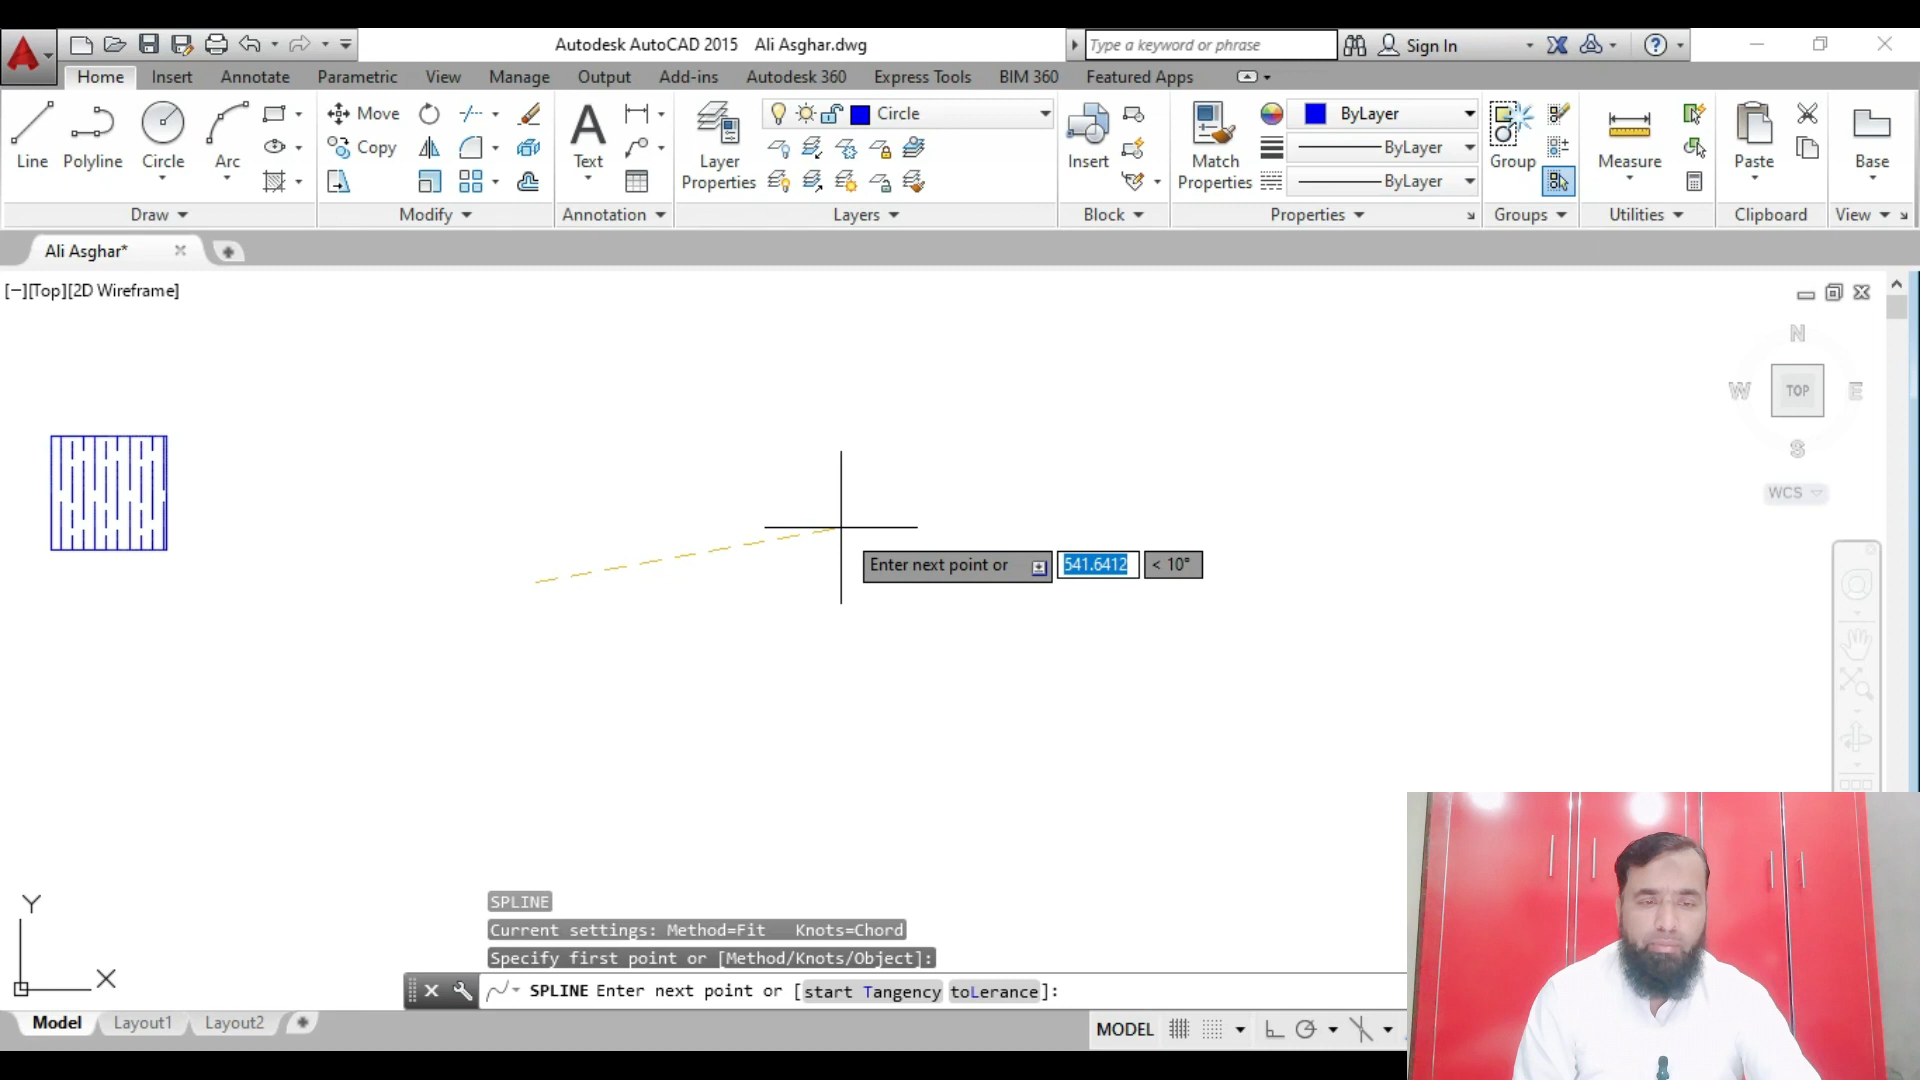 Autodesk AutoCAD 2015 Ali Asghar.dwg
Type a keyword or phrase
Sign In
Home Insert Annotate Parametric View Manage Output Add-ins Autodesk 360 Express Tools BIM 360 Featured Apps
Line Polyline Circle Arc
Move
Copy
Text
Layer Properties
Circle
Insert
Match Properties
ByLayer
ByLayer
ByLayer
Group
Measure
Paste
Base
Draw Modify Annotation Layers Block Properties Groups Utilities Clipboard View
Ali Asghar*
[−][Top][2D Wireframe]
N
W TOP E
S
WCS
Enter next point or 541.6412 < 10°
Y
X
SPLINE
Current settings: Method=Fit Knots=Chord
Specify first point or [Method/Knots/Object]:
SPLINE Enter next point or [start Tangency toLerance]:
Model Layout1 Layout2
MODEL